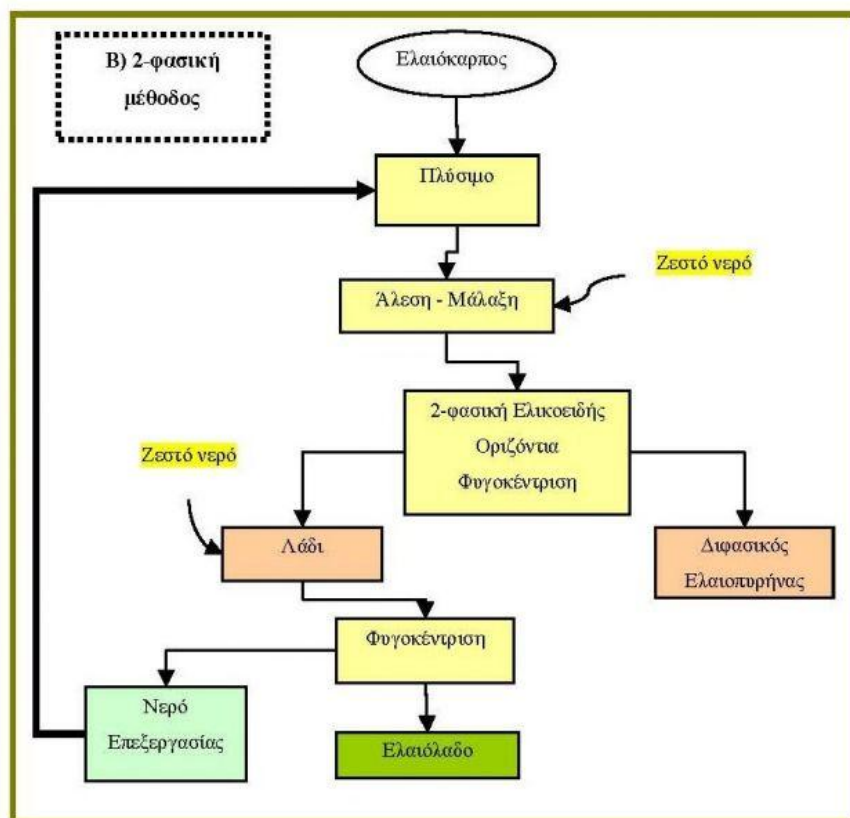 Β) 2-φασική
μέθοδος
Ελαιόκαρπος
Πλύσιμο
Ζεστό νερό
Άλεση - Μάλαξη
2-φασική Ελικοειδής
Οριζόντια
Φυγοκέντριση
Ζεστό νερό
Λάδι
Διφασικός
Ελαιοπυρήνας
Φυγοκέντριση
Νερό
Επεξεργασίας
Ελαιόλαδο